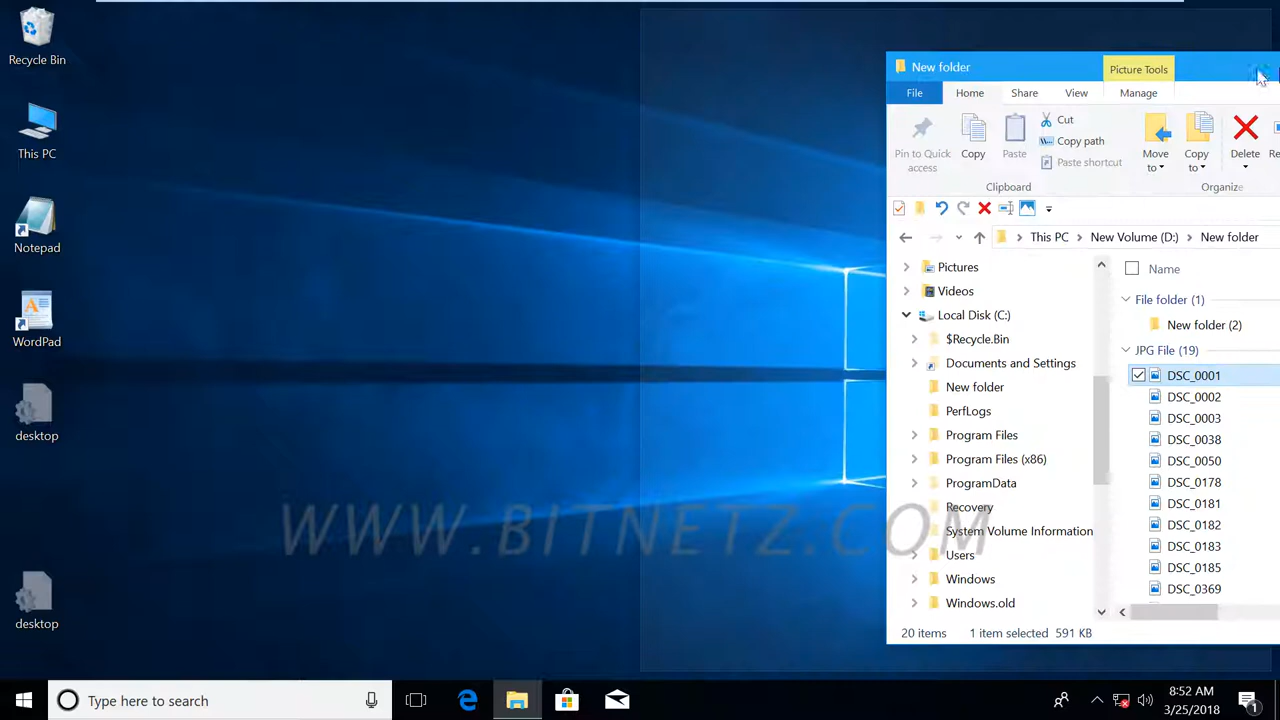 Recycle Bin
This PC
Notepad
WordPad
desktop
desktop
New folder
Picture Tools
File
Home
Share
View
Manage
Pin to Quick access
Copy
Paste
Cut
Copy path
Paste shortcut
Move to
Copy to
Delete
Re
Clipboard
Organize
This PC
New Volume (D:)
New folder
Pictures
Videos
Local Disk (C:)
$Recycle.Bin
Documents and Settings
New folder
PerfLogs
Program Files
Program Files (x86)
ProgramData
Recovery
System Volume Information
Users
Windows
Windows.old
Name
File folder (1)
New folder (2)
JPG File (19)
DSC_0001
DSC_0002
DSC_0003
DSC_0038
DSC_0050
DSC_0178
DSC_0181
DSC_0182
DSC_0183
DSC_0185
DSC_0369
20 items
1 item selected 591 KB
WWW.BITNETZ.COM
Type here to search
8:52 AM
3/25/2018
1